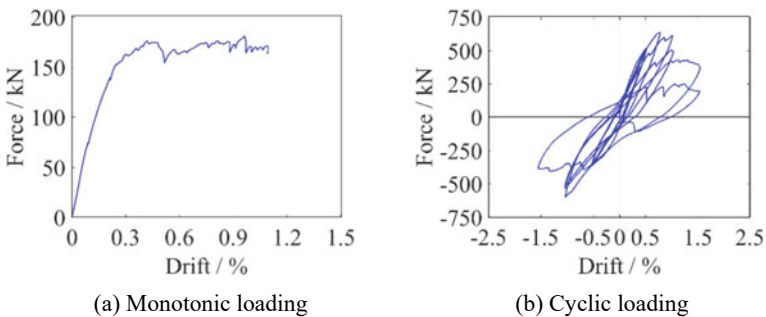 200
150
100
50
0
Force / kN
0 0.3 0.6 0.9 1.2 1.5
Drift / %
(a) Monotonic loading
750
500
250
0
-250
-500
-750
Force / kN
-2.5 -1.5 -0.5 0 0.5 1.5 2.5
Drift / %
(b) Cyclic loading